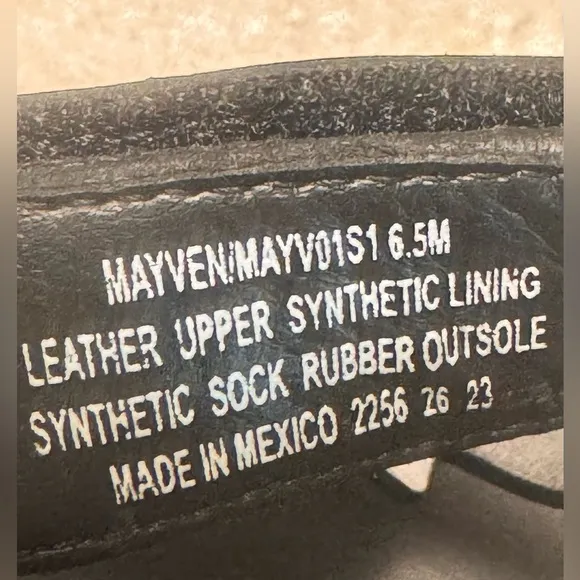 MAYVEN/MAYV01S1 6.5M
LEATHER UPPER SYNTHETIC LINING
SYNTHETIC SOCK RUBBER OUTSOLE
MADE IN MEXICO 2256 26 23